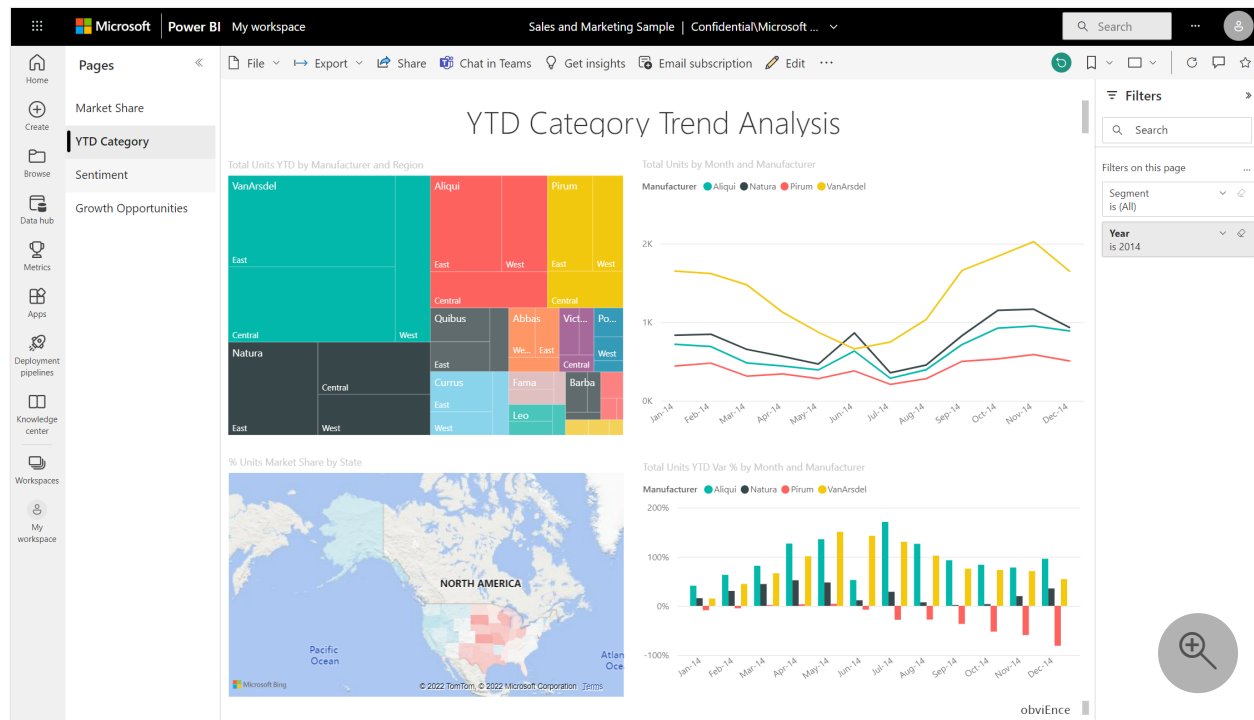 Microsoft Power BI My workspace Sales and Marketing Sample | Confidential\Microsoft ... Search ...
Home
Create
Browse
Data hub
Metrics
Apps
Deployment
pipelines
Knowledge
center
Workspaces
My
workspace
Pages
Market Share
YTD Category
Sentiment
Growth Opportunities
File Export Share Chat in Teams Get insights Email subscription Edit ...
YTD Category Trend Analysis
Total Units YTD by Manufacturer and Region
VanArsdel
East
Central
West
Natura
East
Central
West
Aliqui
East
West
Central
Pirum
East
West
Central
Quibus
East
Currus
East
West
Abbas
We... East
Fama
Leo
Vict...
Central
Po...
West
Barba
Total Units by Month and Manufacturer
Manufacturer Aliqui Natura Pirum VanArsdel
2K
1K
0K
Jan-14 Feb-14 Mar-14 Apr-14 May-14 Jun-14 Jul-14 Aug-14 Sep-14 Oct-14 Nov-14 Dec-14
% Units Market Share by State
NORTH AMERICA
Pacific
Ocean
Atlan
Oce
Microsoft Bing
© 2022 TomTom, © 2022 Microsoft Corporation Terms
Total Units YTD Var % by Month and Manufacturer
Manufacturer Aliqui Natura Pirum VanArsdel
200%
100%
0%
-100%
Jan-14 Feb-14 Mar-14 Apr-14 May-14 Jun-14 Jul-14 Aug-14 Sep-14 Oct-14 Nov-14 Dec-14
obviEnce
Filters
Search
Filters on this page ...
Segment
is (All)
Year
is 2014